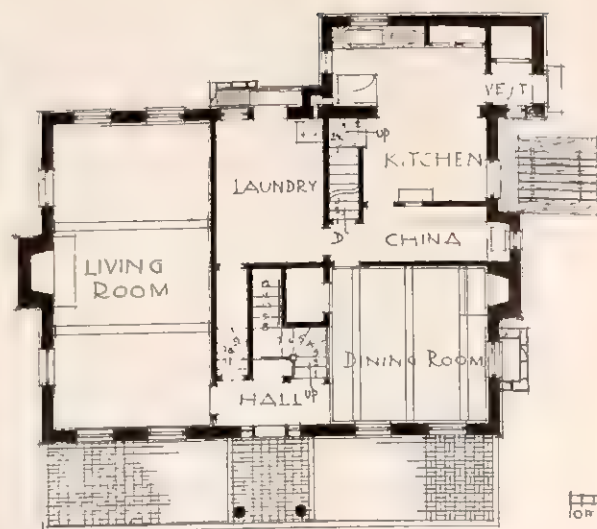 VEST
UP
KITCHEN
LAUNDRY
D
CHINA
LIVING
ROOM
DINING ROOM
HALL
UP